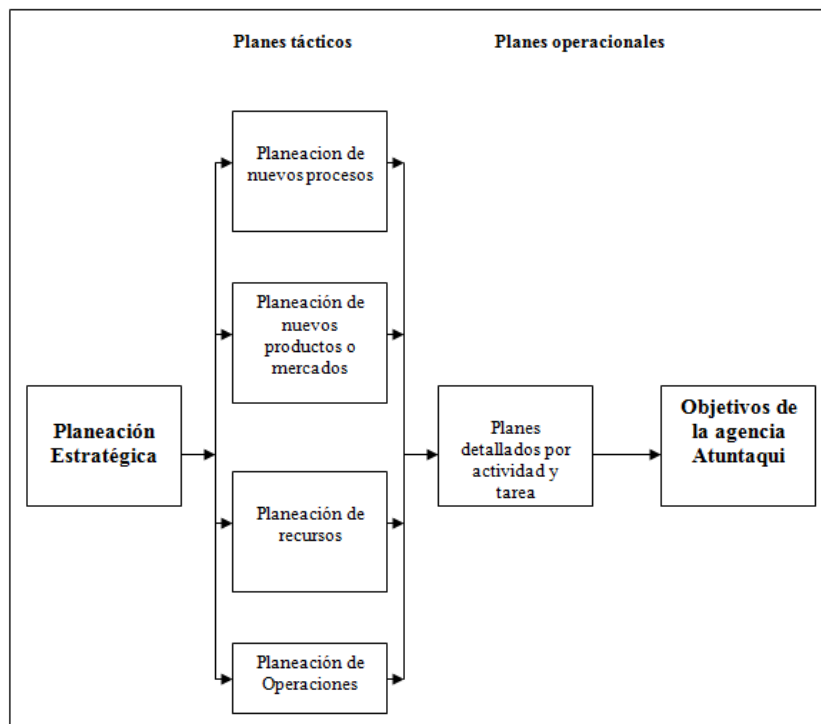 Planes tácticos
Planes operacionales
Planeacion de
nuevos procesos
Planeación de
nuevos
productos o
mercados
Planeación
Estratégica
Planes
detallados por
actividad y
tarea
Objetivos de
la agencia
Atuntaqui
Planeación de
recursos
Planeación de
Operaciones